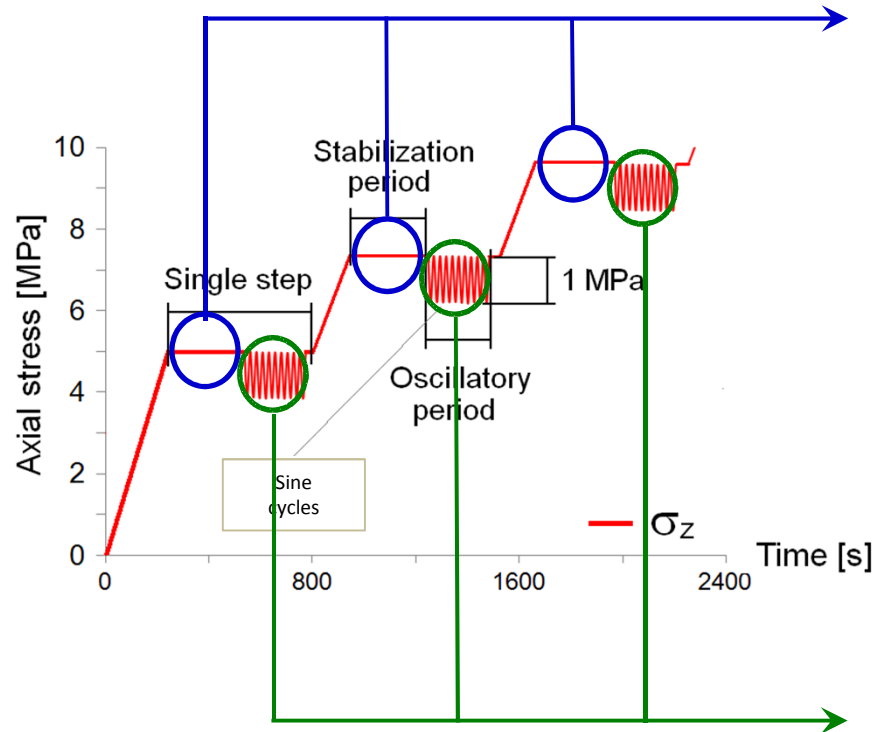 10
8
6
4
2
0
Axial stress [MPa]
Stabilization
period
Single step
1 MPa
Oscillatory
period
Sine
cycles
σz
Time [s]
0
800
1600
2400